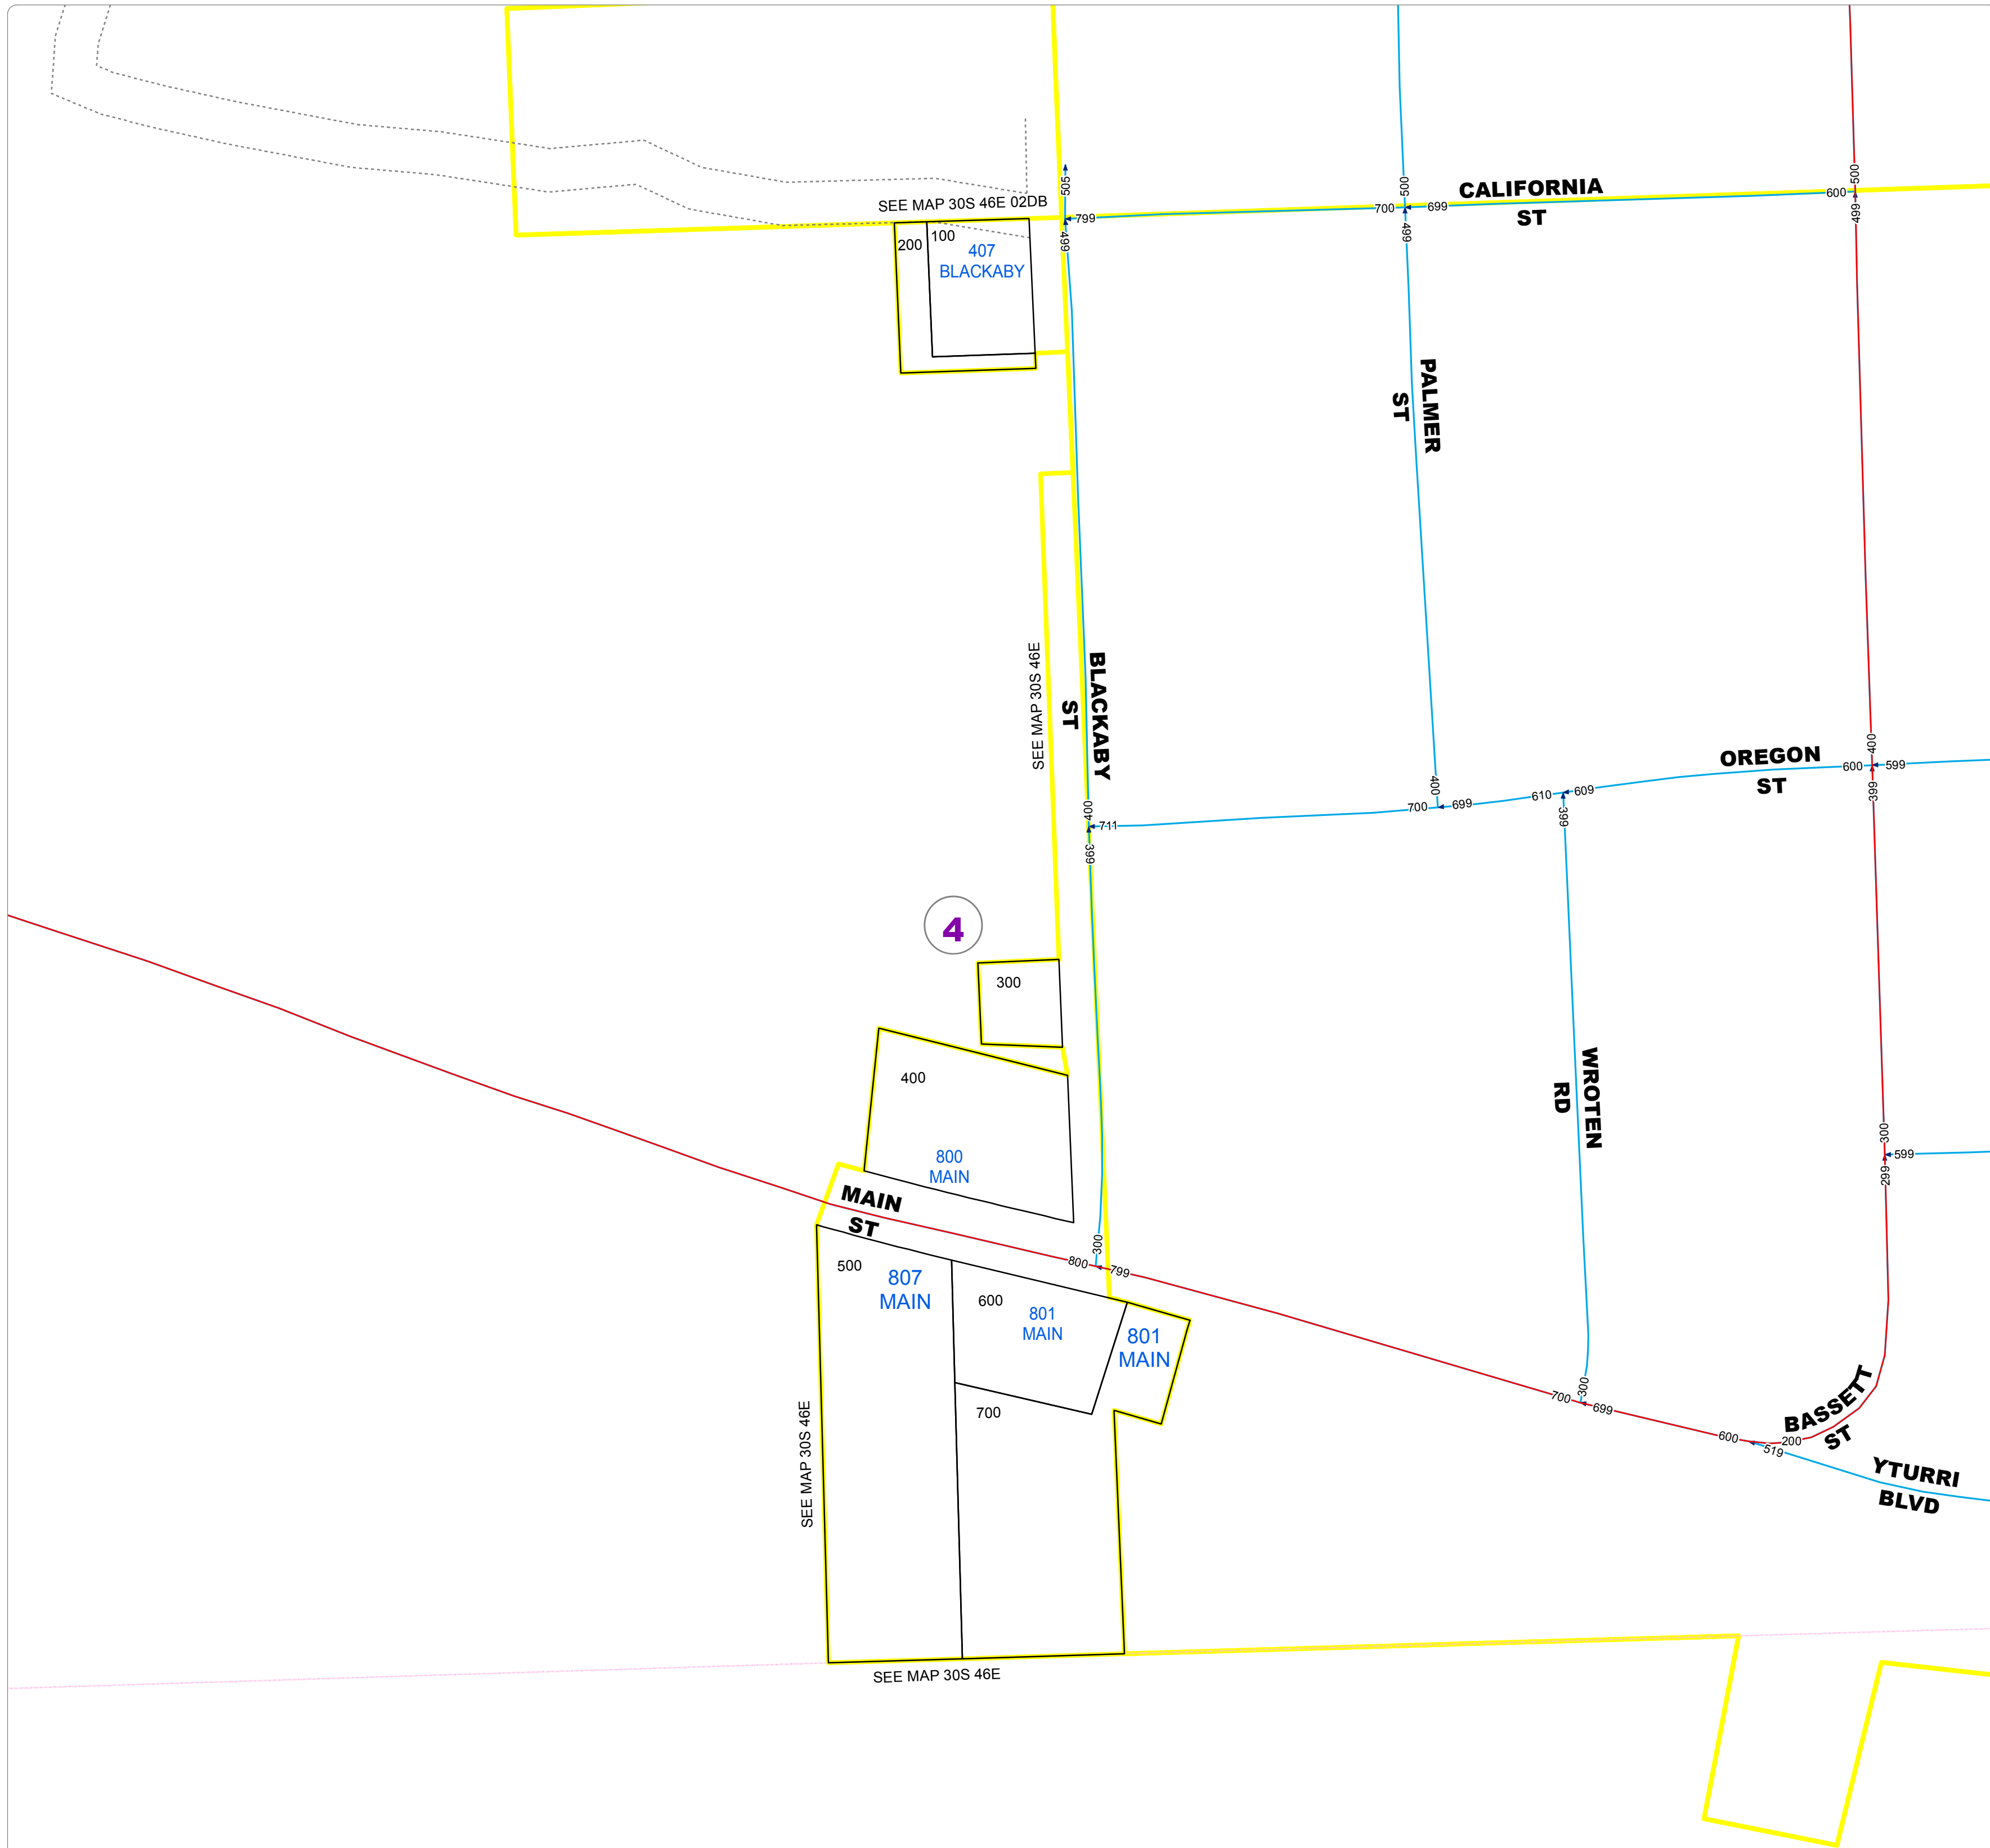 SEE MAP 30S 46E 02DB
505
500
500
CALIFORNIA
ST
799
700
699
600
499
499
499
200
100
407
BLACKABY
PALMER
ST
SEE MAP 30S 46E
BLACKABY
ST
OREGON
ST
400
400
400
711
700
699
610
609
600
599
399
399
399
4
300
400
800
MAIN
MAIN
ST
WROTEN
RD
300
599
299
300
800
799
500
807
MAIN
600
801
MAIN
801
MAIN
700
SEE MAP 30S 46E
300
700
699
600
200
519
BASSETT
ST
YTURRI
BLVD
SEE MAP 30S 46E